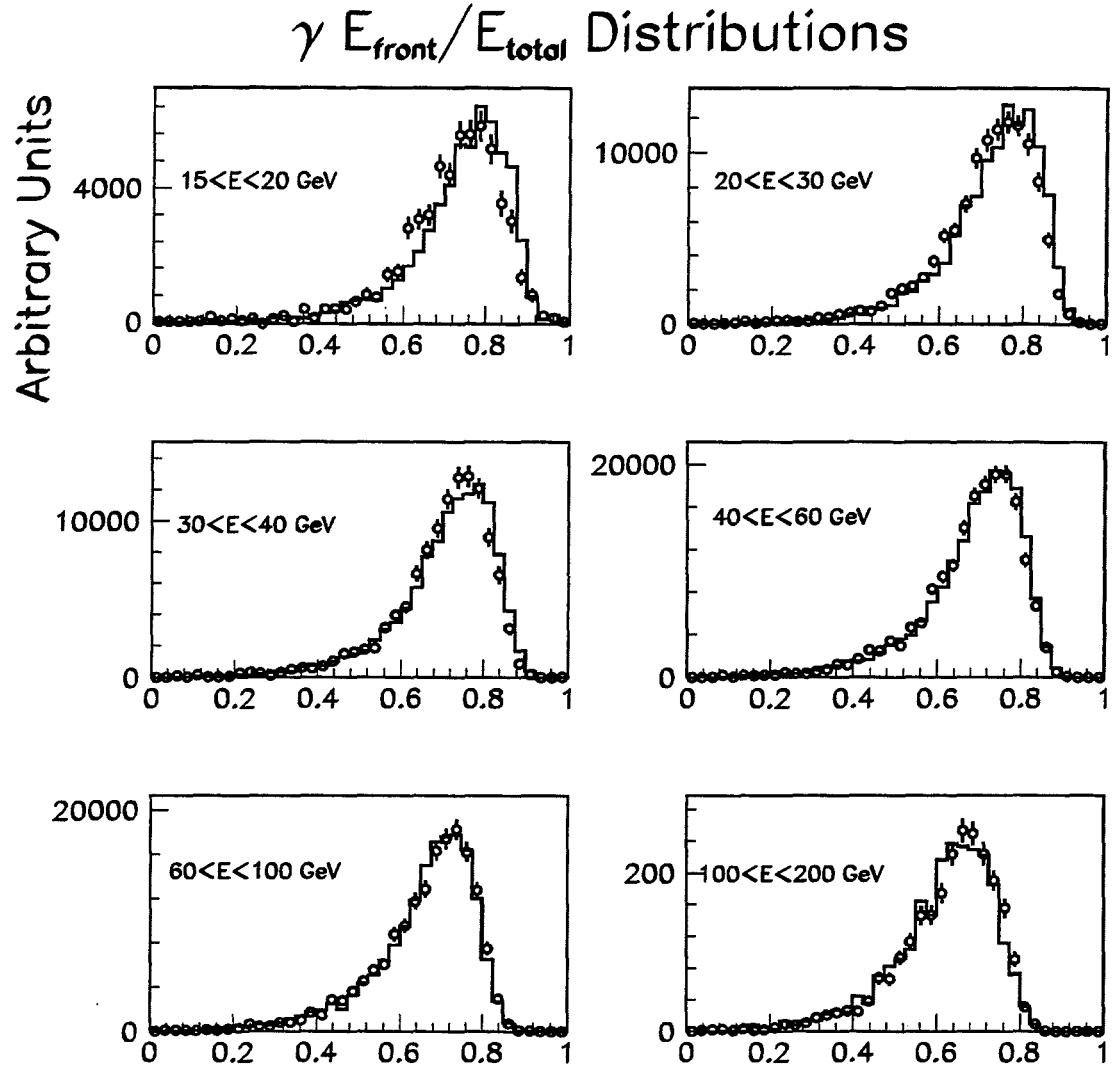 γ E_front/E_total Distributions
Arbitrary Units
4000
0
15<E<20 GeV
0 0.2 0.4 0.6 0.8 1
10000
0
20<E<30 GeV
0 0.2 0.4 0.6 0.8 1
10000
0
30<E<40 GeV
0 0.2 0.4 0.6 0.8 1
20000
0
40<E<60 GeV
0 0.2 0.4 0.6 0.8 1
20000
0
60<E<100 GeV
0 0.2 0.4 0.6 0.8 1
200
0
100<E<200 GeV
0 0.2 0.4 0.6 0.8 1